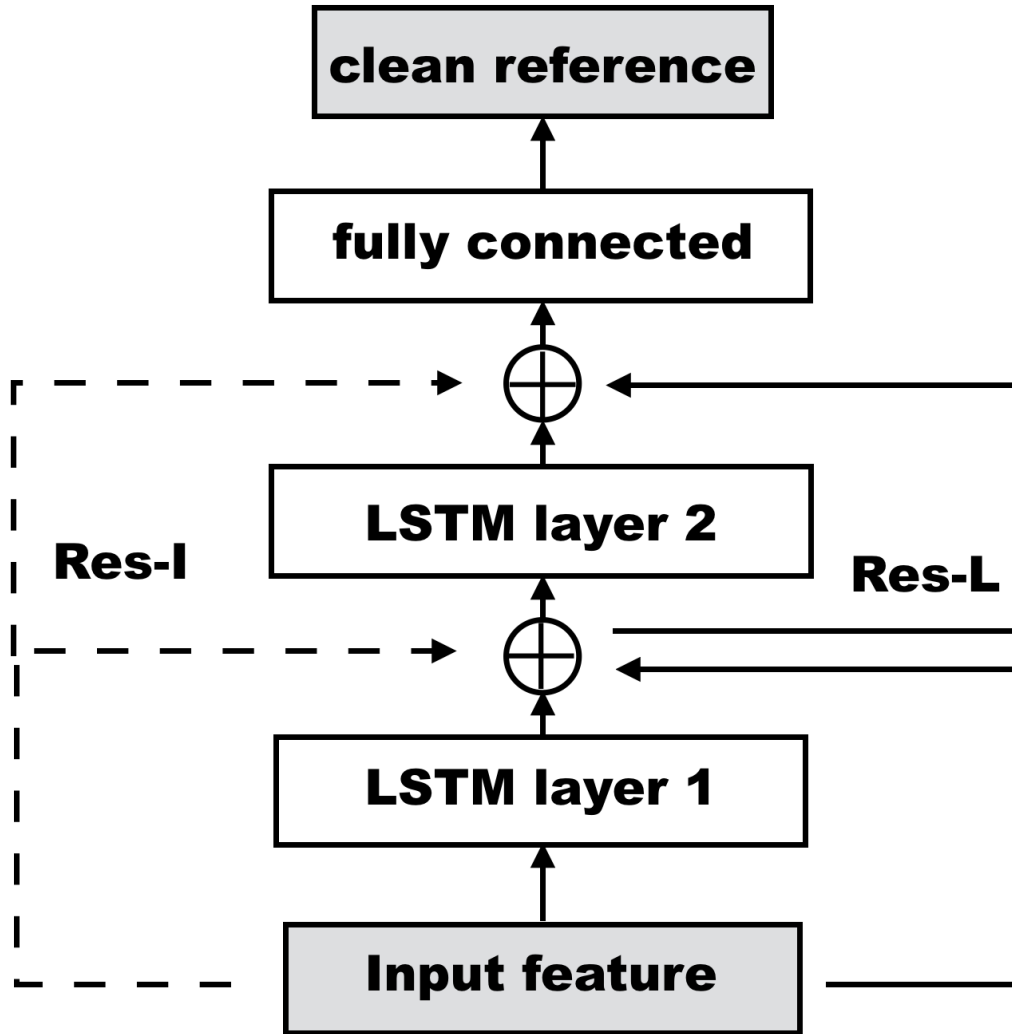 clean reference
fully connected
LSTM layer 2
Res-I
Res-L
LSTM layer 1
Input feature